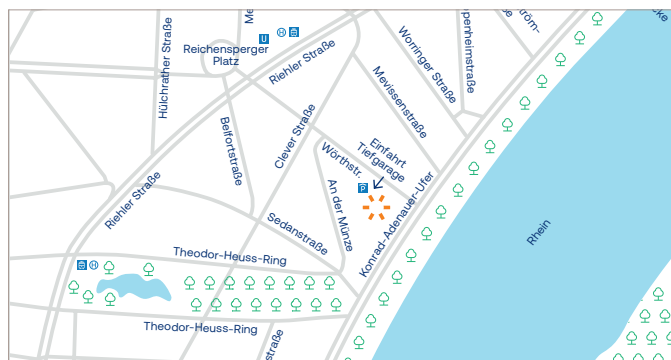 Hülchrather Straße
U
H
Reichensperger
Platz
Riehler Straße
Worringer Straße
Mevissenstraße
Clever Straße
Belfortstraße
Einfahrt
Tiefgarage
Wörthstr.
P
An der Münze
Sedanstraße
Konrad-Adenauer-Ufer
Riehler Straße
Rhein
Theodor-Heuss-Ring
H
Theodor-Heuss-Ring